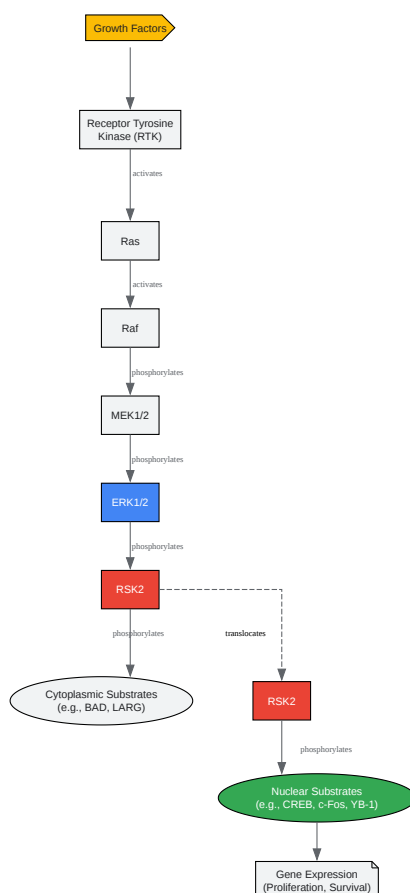 Growth Factors
Receptor Tyrosine
Kinase (RTK)
activates
Ras
activates
Raf
phosphorylates
MEK1/2
phosphorylates
ERK1/2
phosphorylates
RSK2
phosphorylates
translocates
Cytoplasmic Substrates
(e.g., BAD, LARG)
RSK2
phosphorylates
Nuclear Substrates
(e.g., CREB, c-Fos, YB-1)
Gene Expression
(Proliferation, Survival)